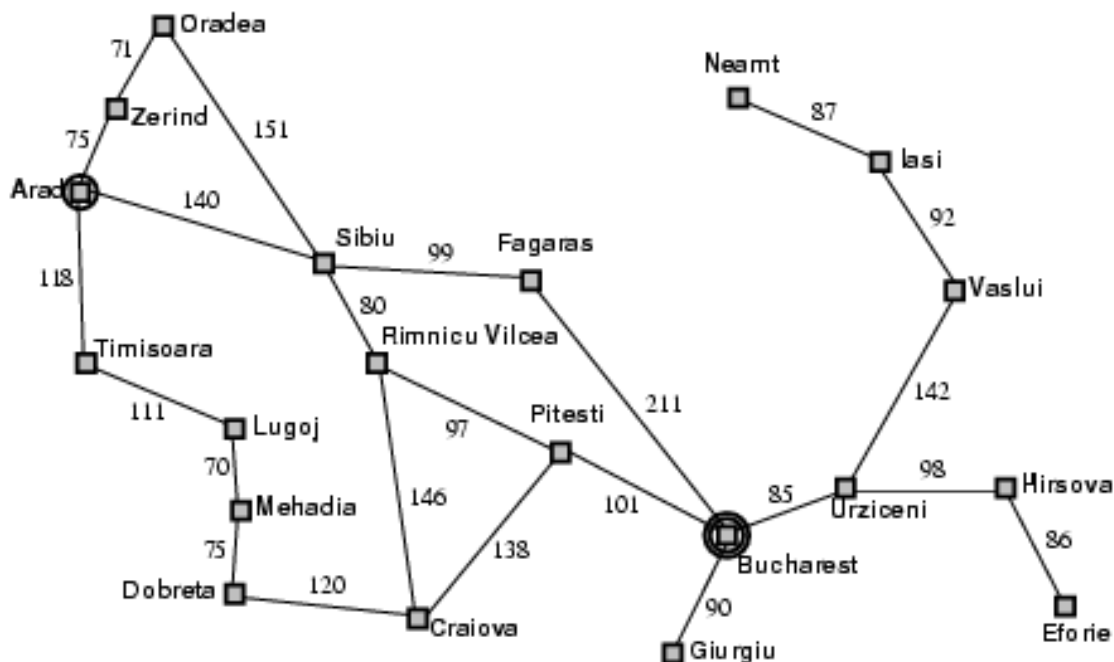 Oradea
71
Neamt
87
Zerind
75
151
Iasi
Arad
140
92
Sibiu
Fagaras
99
118
Vaslui
80
Timisoara
Rimnicu Vilcea
111
211
142
Pitesti
Lugoj
97
70
98
Hirsova
Mehadia
146
101
85
Urziceni
86
75
138
Bucharest
Dobreta
120
90
Craiova
Eforie
Giurgiu